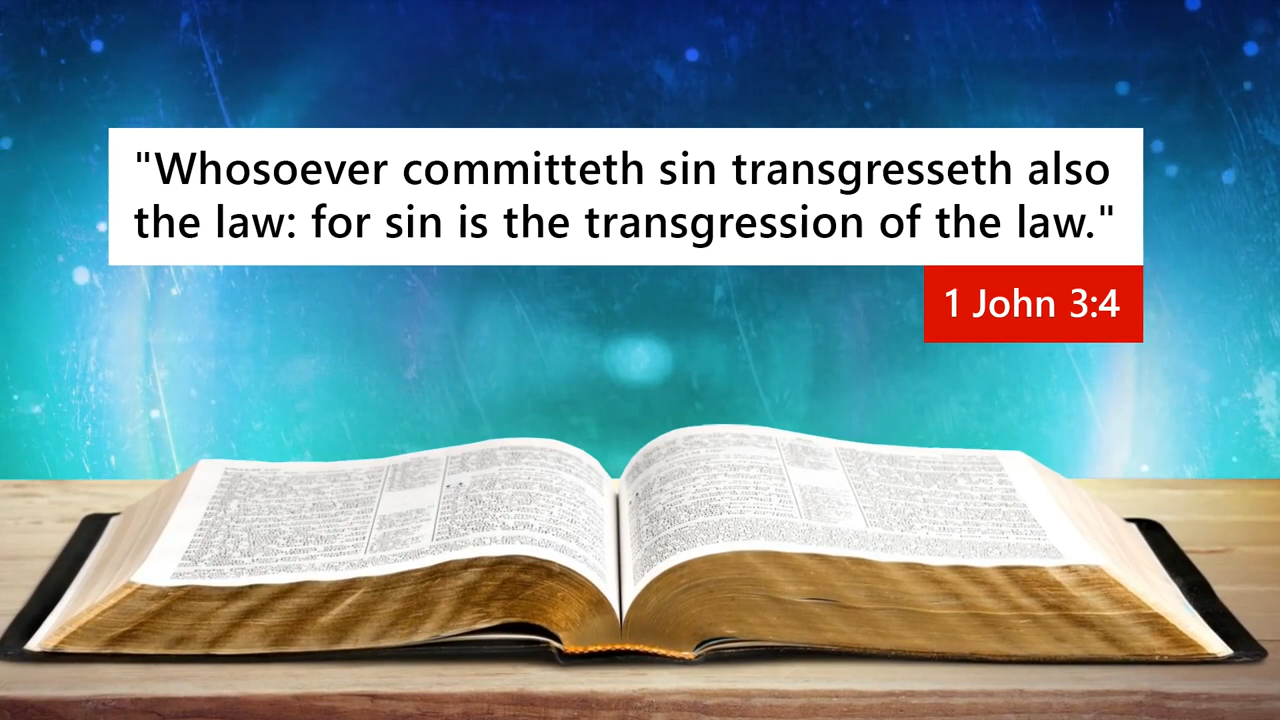 "Whosoever committeth sin transgresseth also
the law: for sin is the transgression of the law."
1 John 3:4